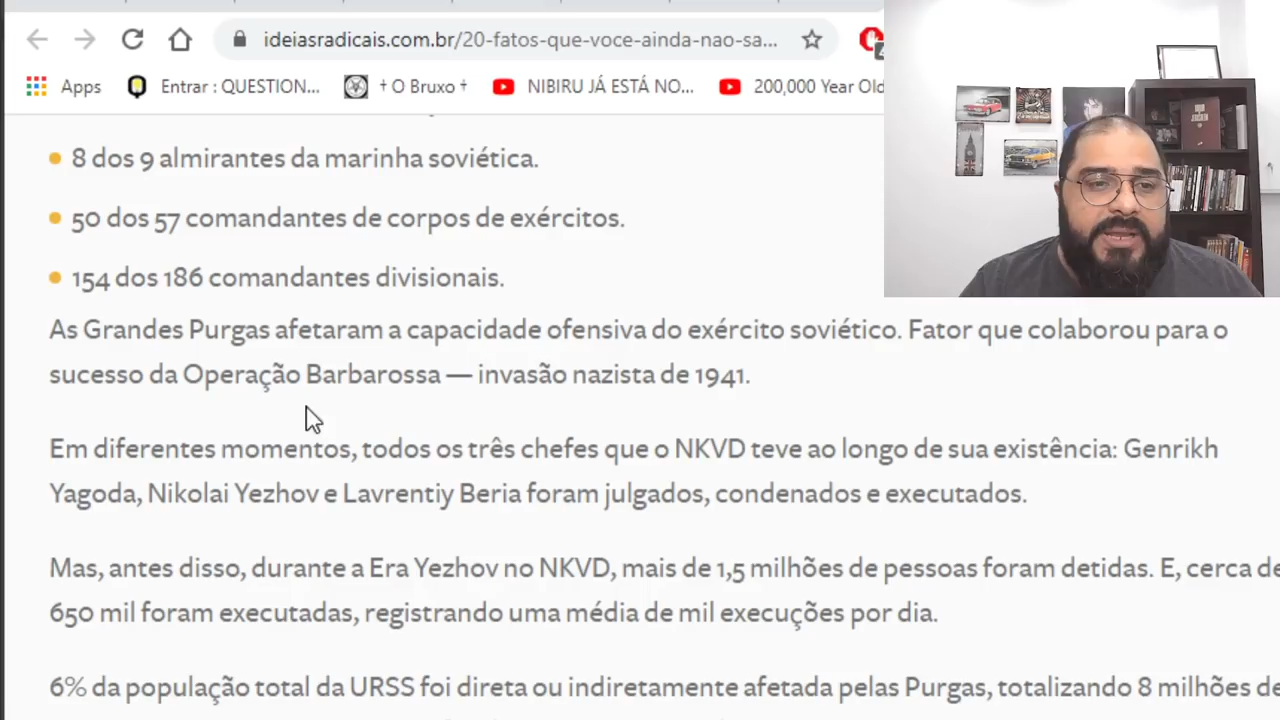 ideiasradicais.com.br/20-fatos-que-voce-ainda-nao-sa...
Apps Entrar : QUESTION... † O Bruxo † NIBIRU JÁ ESTÁ NO... 200,000 Year Old
8 dos 9 almirantes da marinha soviética.
50 dos 57 comandantes de corpos de exércitos.
154 dos 186 comandantes divisionais.
As Grandes Purgas afetaram a capacidade ofensiva do exército soviético. Fator que colaborou para o
sucesso da Operação Barbarossa — invasão nazista de 1941.
Em diferentes momentos, todos os três chefes que o NKVD teve ao longo de sua existência: Genrikh
Yagoda, Nikolai Yezhov e Lavrentiy Beria foram julgados, condenados e executados.
Mas, antes disso, durante a Era Yezhov no NKVD, mais de 1,5 milhões de pessoas foram detidas. E, cerca de
650 mil foram executadas, registrando uma média de mil execuções por dia.
6% da população total da URSS foi direta ou indiretamente afetada pelas Purgas, totalizando 8 milhões de